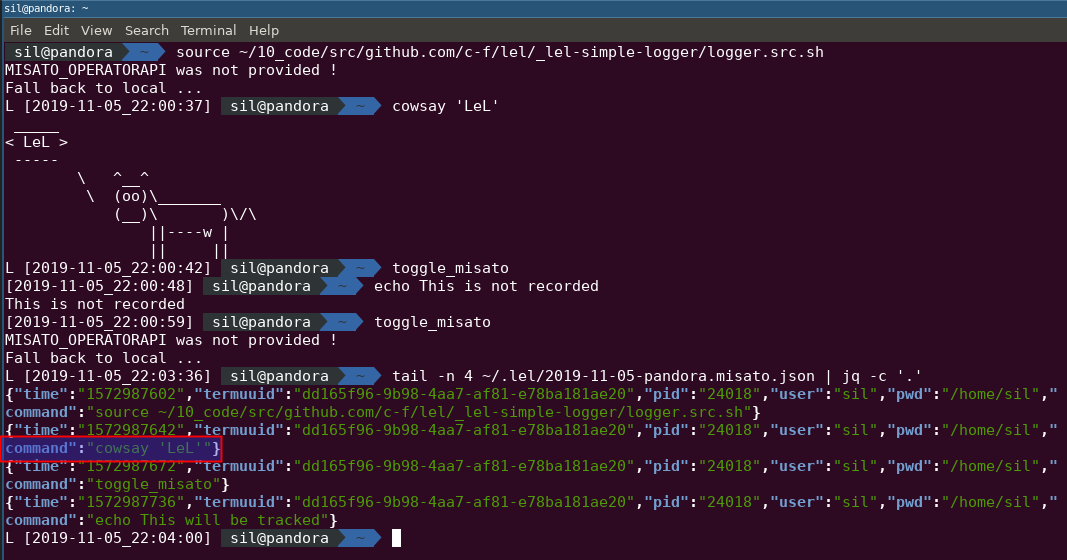 sil@pandora: ~
File Edit View Search Terminal Help
sil@pandora ~ source ~/10_code/src/github.com/c-f/lel/_lel-simple-logger/logger.src.sh
MISATO_OPERATORAPI was not provided !
Fall back to local ...
L [2019-11-05_22:00:37] sil@pandora ~ cowsay 'LeL'
 _____
< LeL >
 -----
        \   ^__^
         \  (oo)\_______
            (__)\       )\/\
                ||----w |
                ||     ||
L [2019-11-05_22:00:42] sil@pandora ~ toggle_misato
[2019-11-05_22:00:48] sil@pandora ~ echo This is not recorded
This is not recorded
[2019-11-05_22:00:59] sil@pandora ~ toggle_misato
MISATO_OPERATORAPI was not provided !
Fall back to local ...
L [2019-11-05_22:03:36] sil@pandora ~ tail -n 4 ~/.lel/2019-11-05-pandora.misato.json | jq -c '.'
{"time":"1572987602","termuuid":"dd165f96-9b98-4aa7-af81-e78ba181ae20","pid":"24018","user":"sil","pwd":"/home/sil","
command":"source ~/10_code/src/github.com/c-f/lel/_lel-simple-logger/logger.src.sh"}
{"time":"1572987642","termuuid":"dd165f96-9b98-4aa7-af81-e78ba181ae20","pid":"24018","user":"sil","pwd":"/home/sil","
command":"cowsay 'LeL'"}
{"time":"1572987672","termuuid":"dd165f96-9b98-4aa7-af81-e78ba181ae20","pid":"24018","user":"sil","pwd":"/home/sil","
command":"toggle_misato"}
{"time":"1572987736","termuuid":"dd165f96-9b98-4aa7-af81-e78ba181ae20","pid":"24018","user":"sil","pwd":"/home/sil","
command":"echo This will be tracked"}
L [2019-11-05_22:04:00] sil@pandora ~